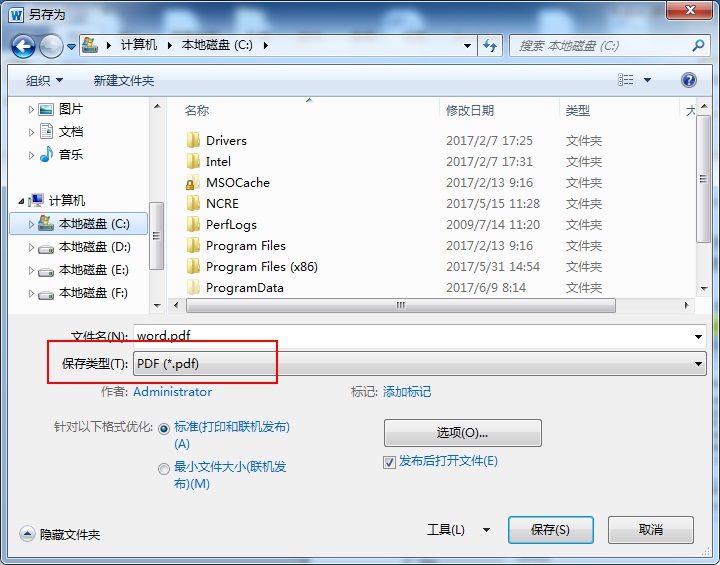 另存为
计算机 本地磁盘 (C:)
搜索 本地磁盘 (C:)
组织 新建文件夹
图片
文档
音乐
计算机
本地磁盘 (C:)
本地磁盘 (D:)
本地磁盘 (E:)
本地磁盘 (F:)
名称 修改日期 类型 大
Drivers 2017/2/7 17:25 文件夹
Intel 2017/2/7 17:31 文件夹
MSOCache 2017/2/13 9:16 文件夹
NCRE 2017/5/15 11:28 文件夹
PerfLogs 2009/7/14 11:20 文件夹
Program Files 2017/2/13 9:16 文件夹
Program Files (x86) 2017/5/31 14:54 文件夹
ProgramData 2017/6/9 8:14 文件夹
文件名(N): word.pdf
保存类型(T): PDF (*.pdf)
作者: Administrator 标记: 添加标记
针对以下格式优化: 标准(打印和联机发布)
(A)
最小文件大小(联机发
布)(M)
选项(O)...
发布后打开文件(E)
隐藏文件夹 工具(L) 保存(S) 取消